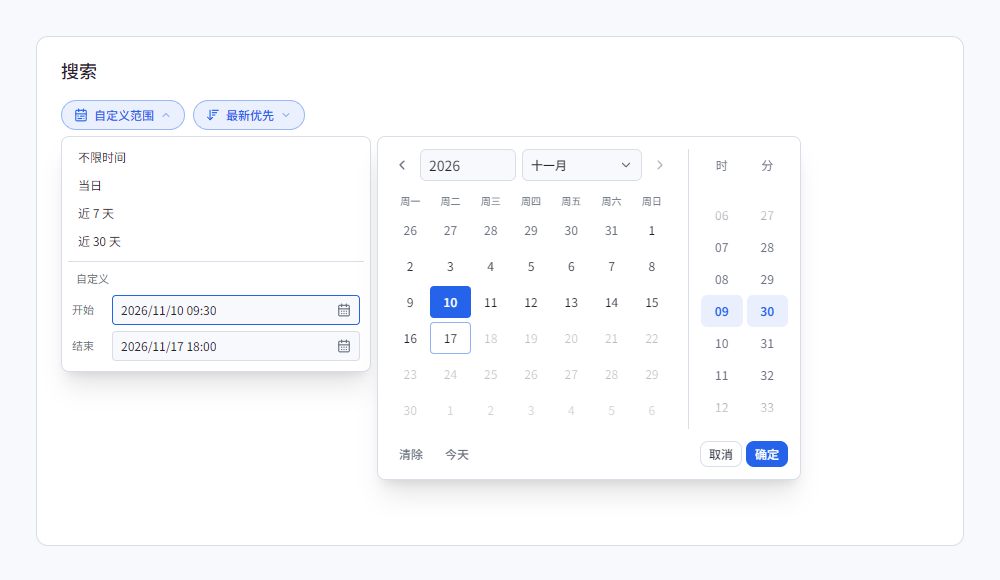 搜索
自定义范围 最新优先
不限时间
当日
近 7 天
近 30 天
自定义
开始 2026/11/10 09:30
结束 2026/11/17 18:00
2026 十一月
周一 周二 周三 周四 周五 周六 周日
26 27 28 29 30 31 1
2 3 4 5 6 7 8
9 10 11 12 13 14 15
16 17 18 19 20 21 22
23 24 25 26 27 28 29
30 1 2 3 4 5 6
时 分
06 27
07 28
08 29
09 30
10 31
11 32
12 33
清除 今天
取消 确定